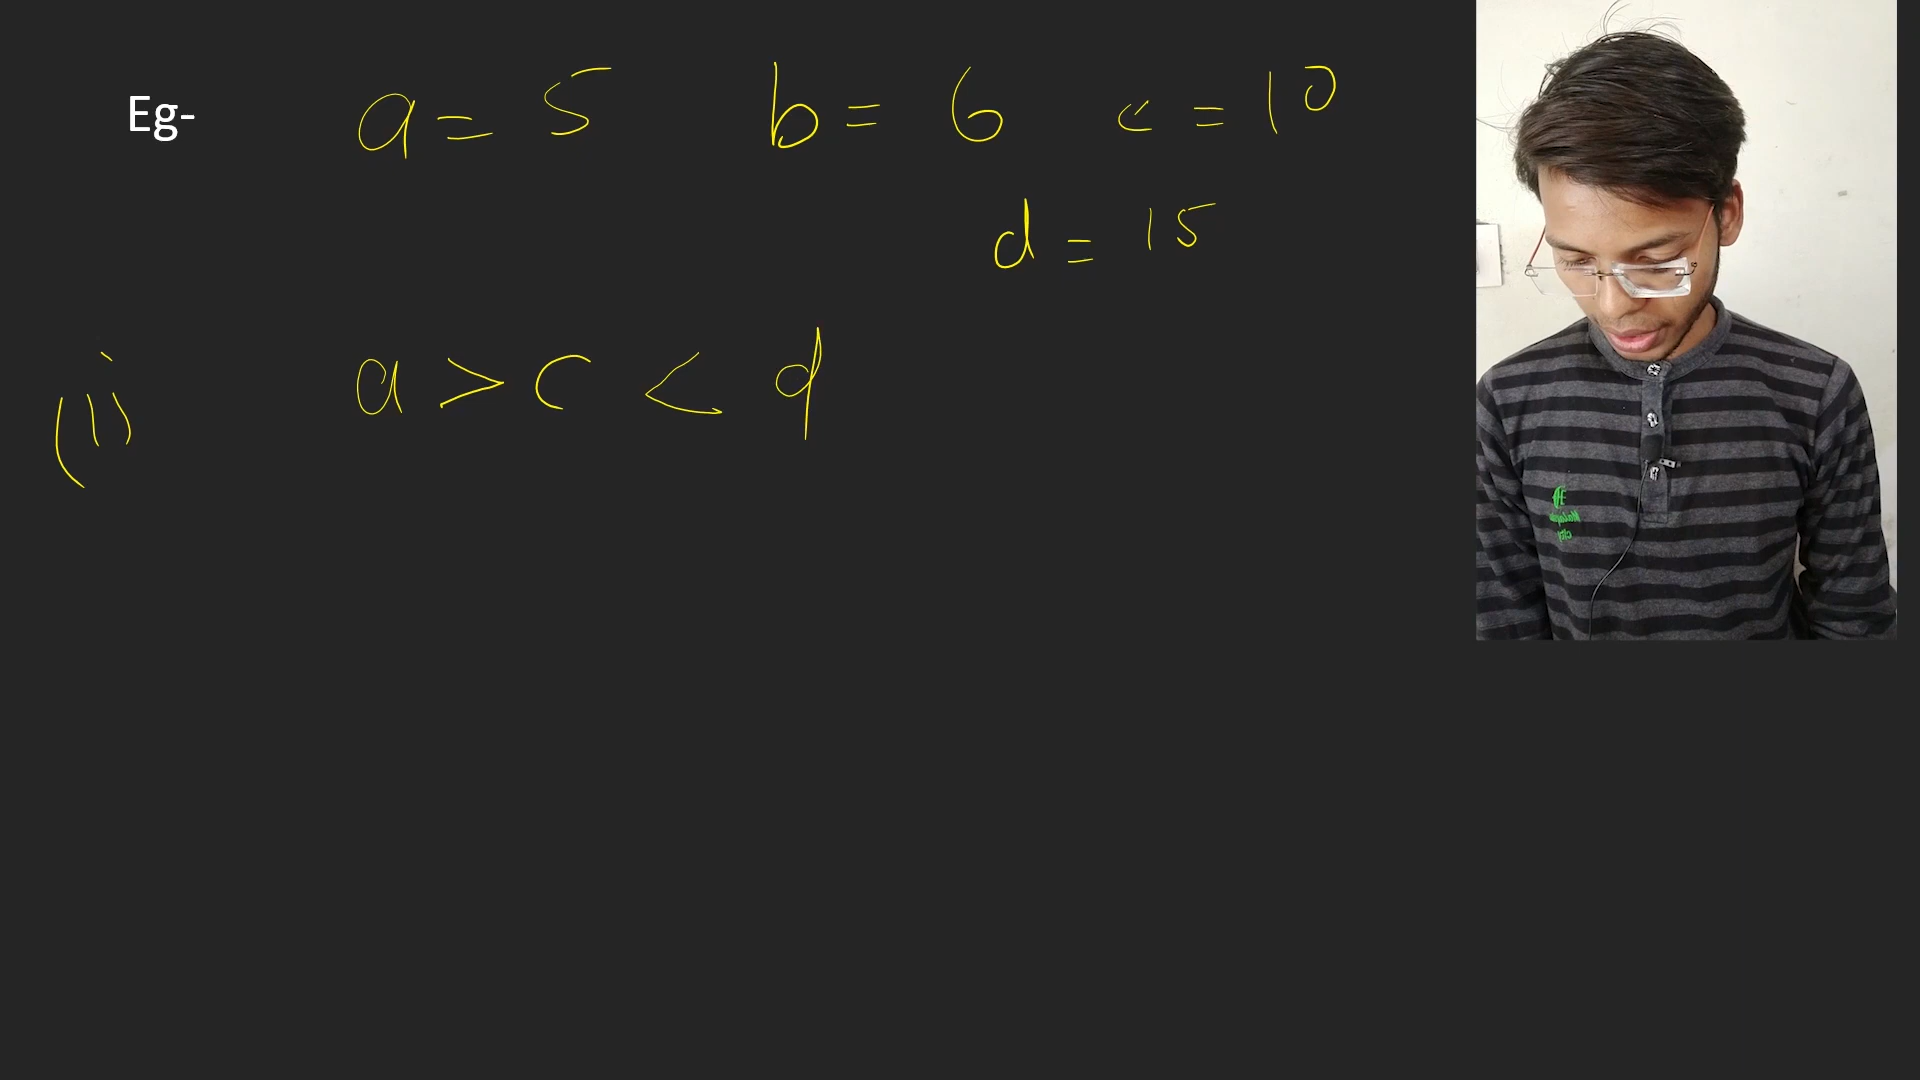 Eg- a = 5 b = 6 c = 10
d = 15
(i) a > c < d